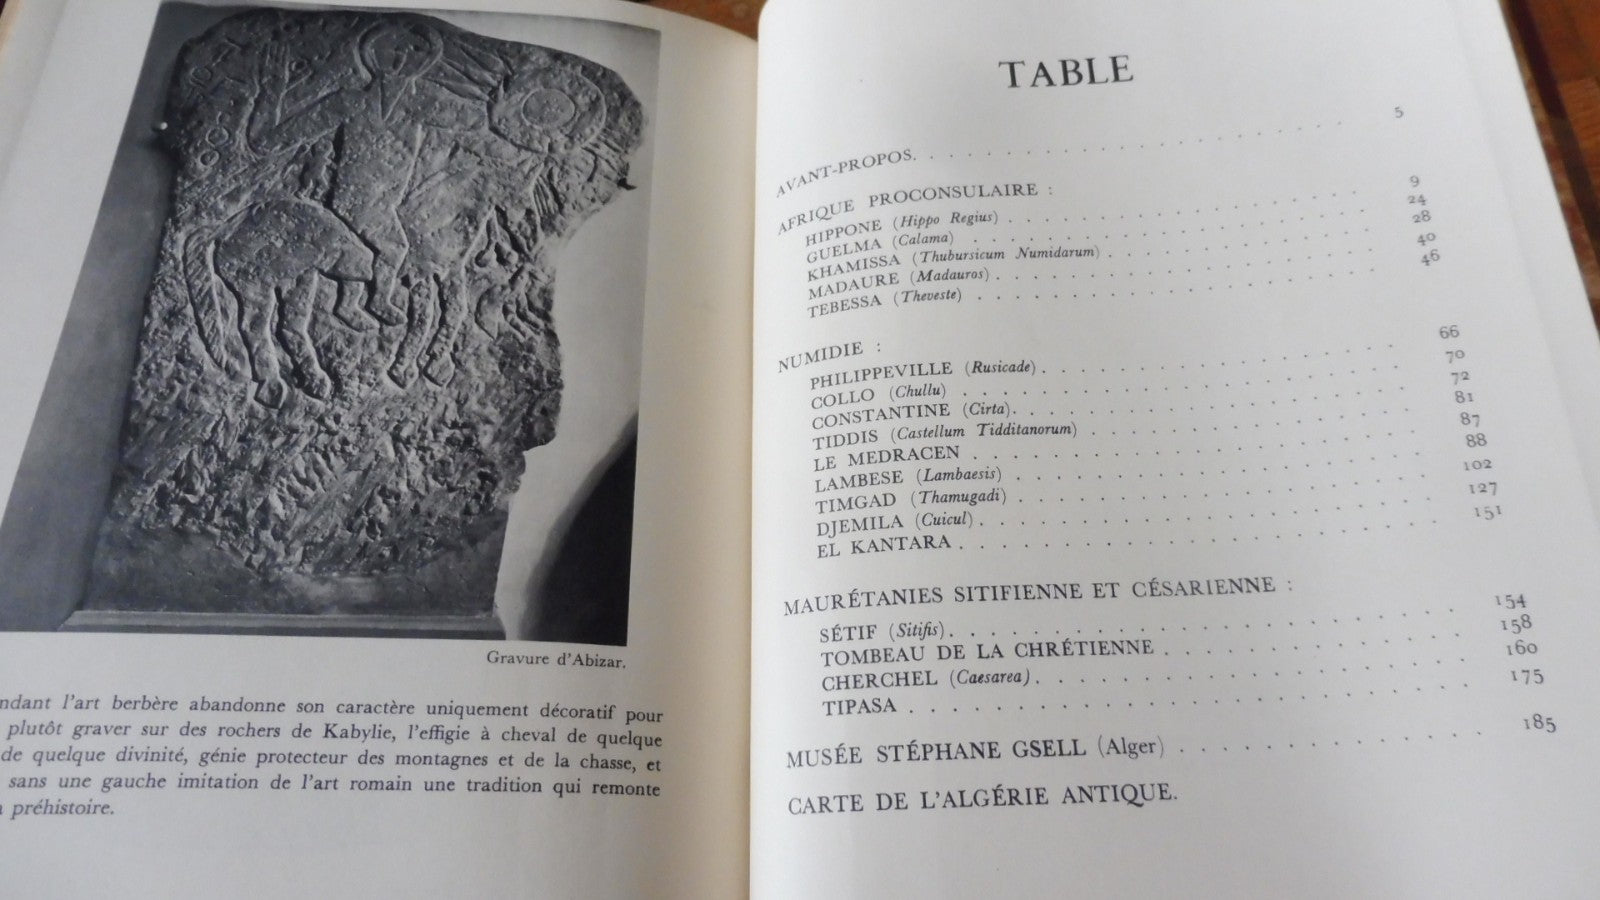 Gravure d'Abizar.
ndant l'art berbère abandonne son caractère uniquement décoratif pour
plutôt graver sur des rochers de Kabylie, l'effigie à cheval de quelque
de quelque divinité, génie protecteur des montagnes et de la chasse, et
sans une gauche imitation de l'art romain une tradition qui remonte
préhistoire.
TABLE
AVANT-PROPOS. 5
AFRIQUE PROCONSULAIRE :
HIPPONE (Hippo Regius) 9
GUELMA (Calama) 24
KHAMISSA (Thubursicum Numidarum) 28
MADAURE (Madauros) 40
TEBESSA (Theveste) 46
NUMIDIE :
PHILIPPEVILLE (Rusicade) 66
COLLO (Chullu) 70
CONSTANTINE (Cirta) 72
TIDDIS (Castellum Tidditanorum) 81
LE MEDRACEN 87
LAMBESE (Lambaesis) 88
TIMGAD (Thamugadi) 102
DJEMILA (Cuicul) 127
EL KANTARA 151
MAURÉTANIES SITIFIENNE ET CÉSARIENNE :
SÉTIF (Sitifis) 154
TOMBEAU DE LA CHRÉTIENNE 158
CHERCHEL (Caesarea) 160
TIPASA 175
MUSÉE STÉPHANE GSELL (Alger) 185
CARTE DE L'ALGÉRIE ANTIQUE.